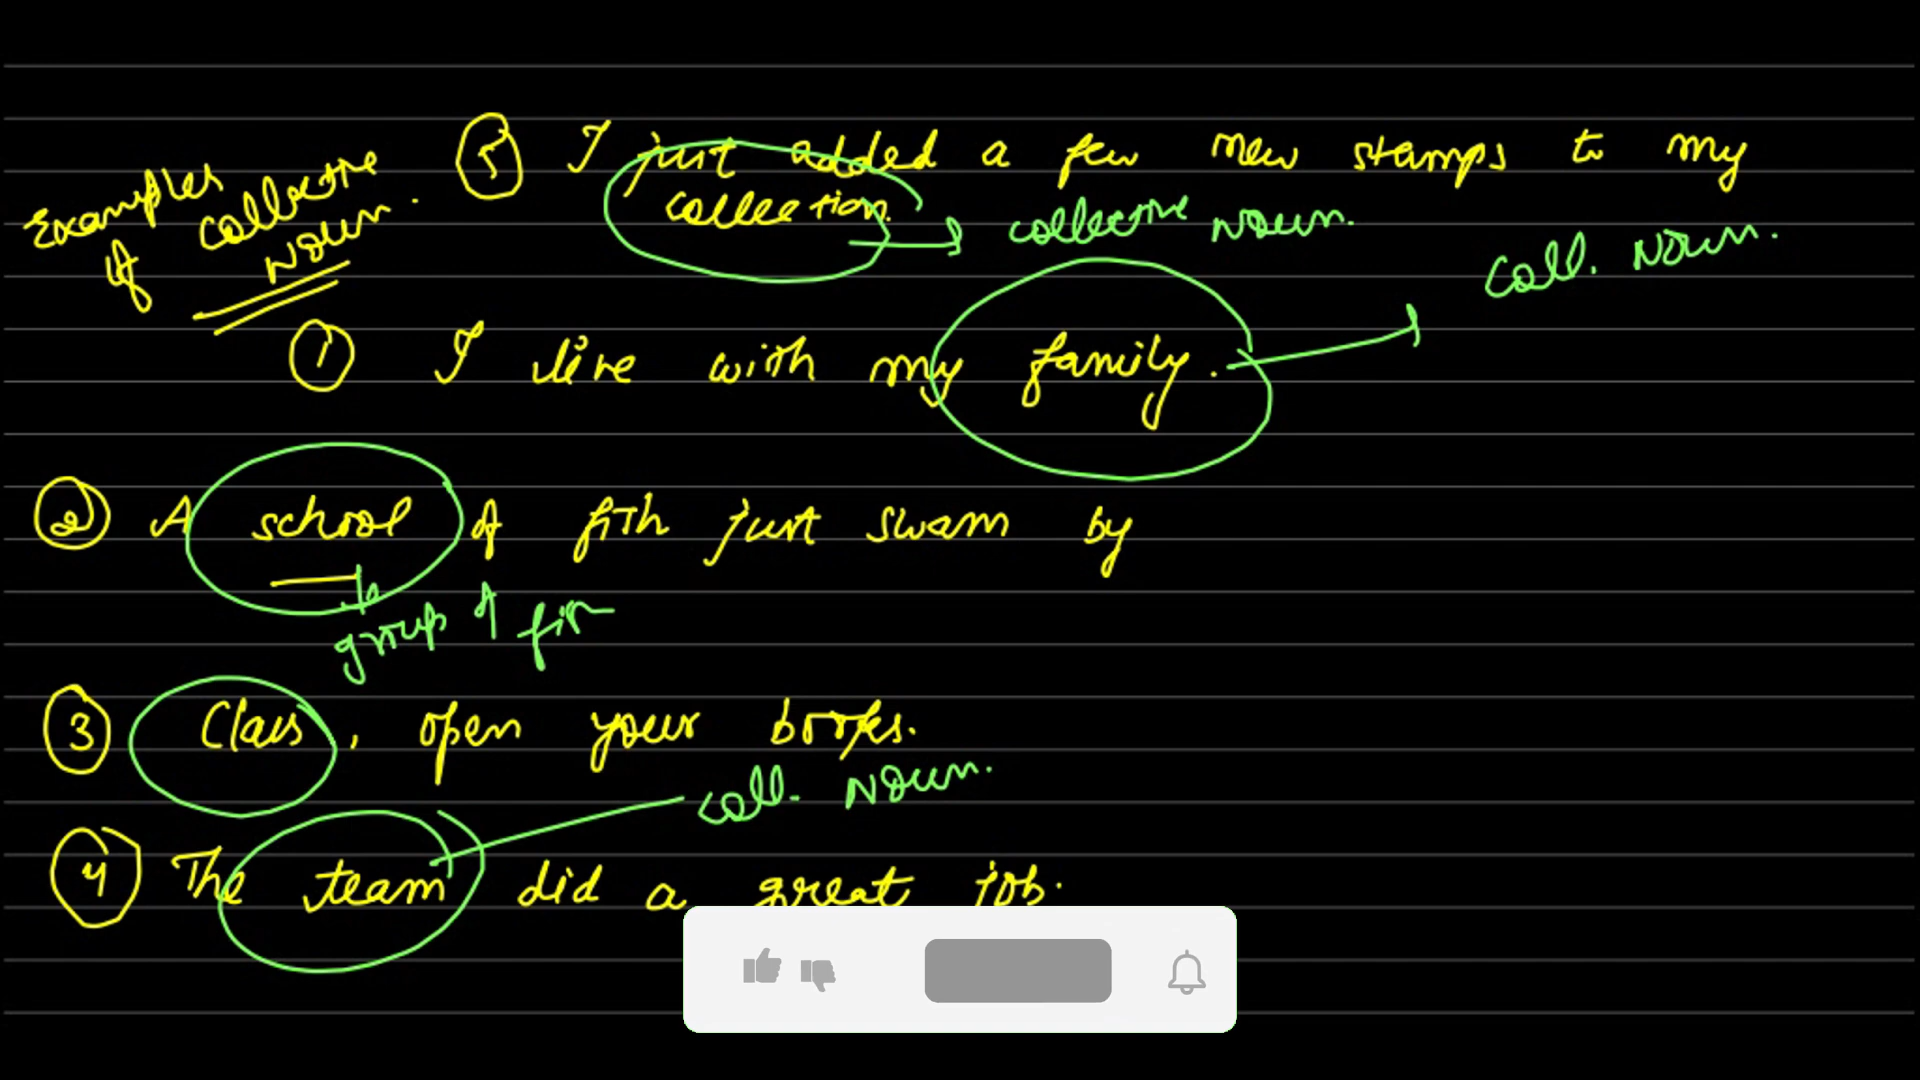 Examples of collective Noun.
5 I just added a few new stamps to my
collection. → collective Noun.
1 I live with my family. → Coll. Noun.
2 A school of fish just swam by
group of fis
3 Class, open your books.
4 The team did a great job.
coll. Noun.